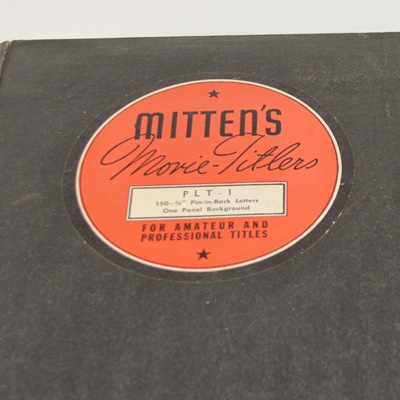 MITTEN'S
Movie-Titlers
PLT-1
150—¾" Pin-in-Back Letters
One Panel Background
FOR AMATEUR AND
PROFESSIONAL TITLES